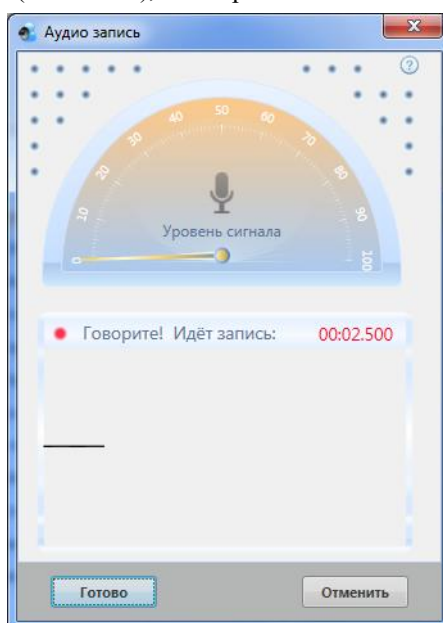 Аудио запись
?
0 10 20 30 40 50 60 70 80 90 100
Уровень сигнала
Говорите! Идёт запись: 00:02.500
Готово Отменить